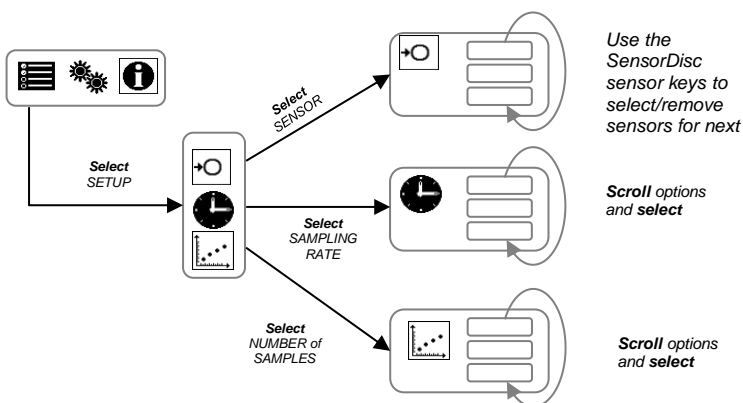 Select
SETUP
Select
SENSOR
Select
SAMPLING
RATE
Select
NUMBER of
SAMPLES
Use the
SensorDisc
sensor keys to
select/remove
sensors for next
Scroll options
and select
Scroll options
and select